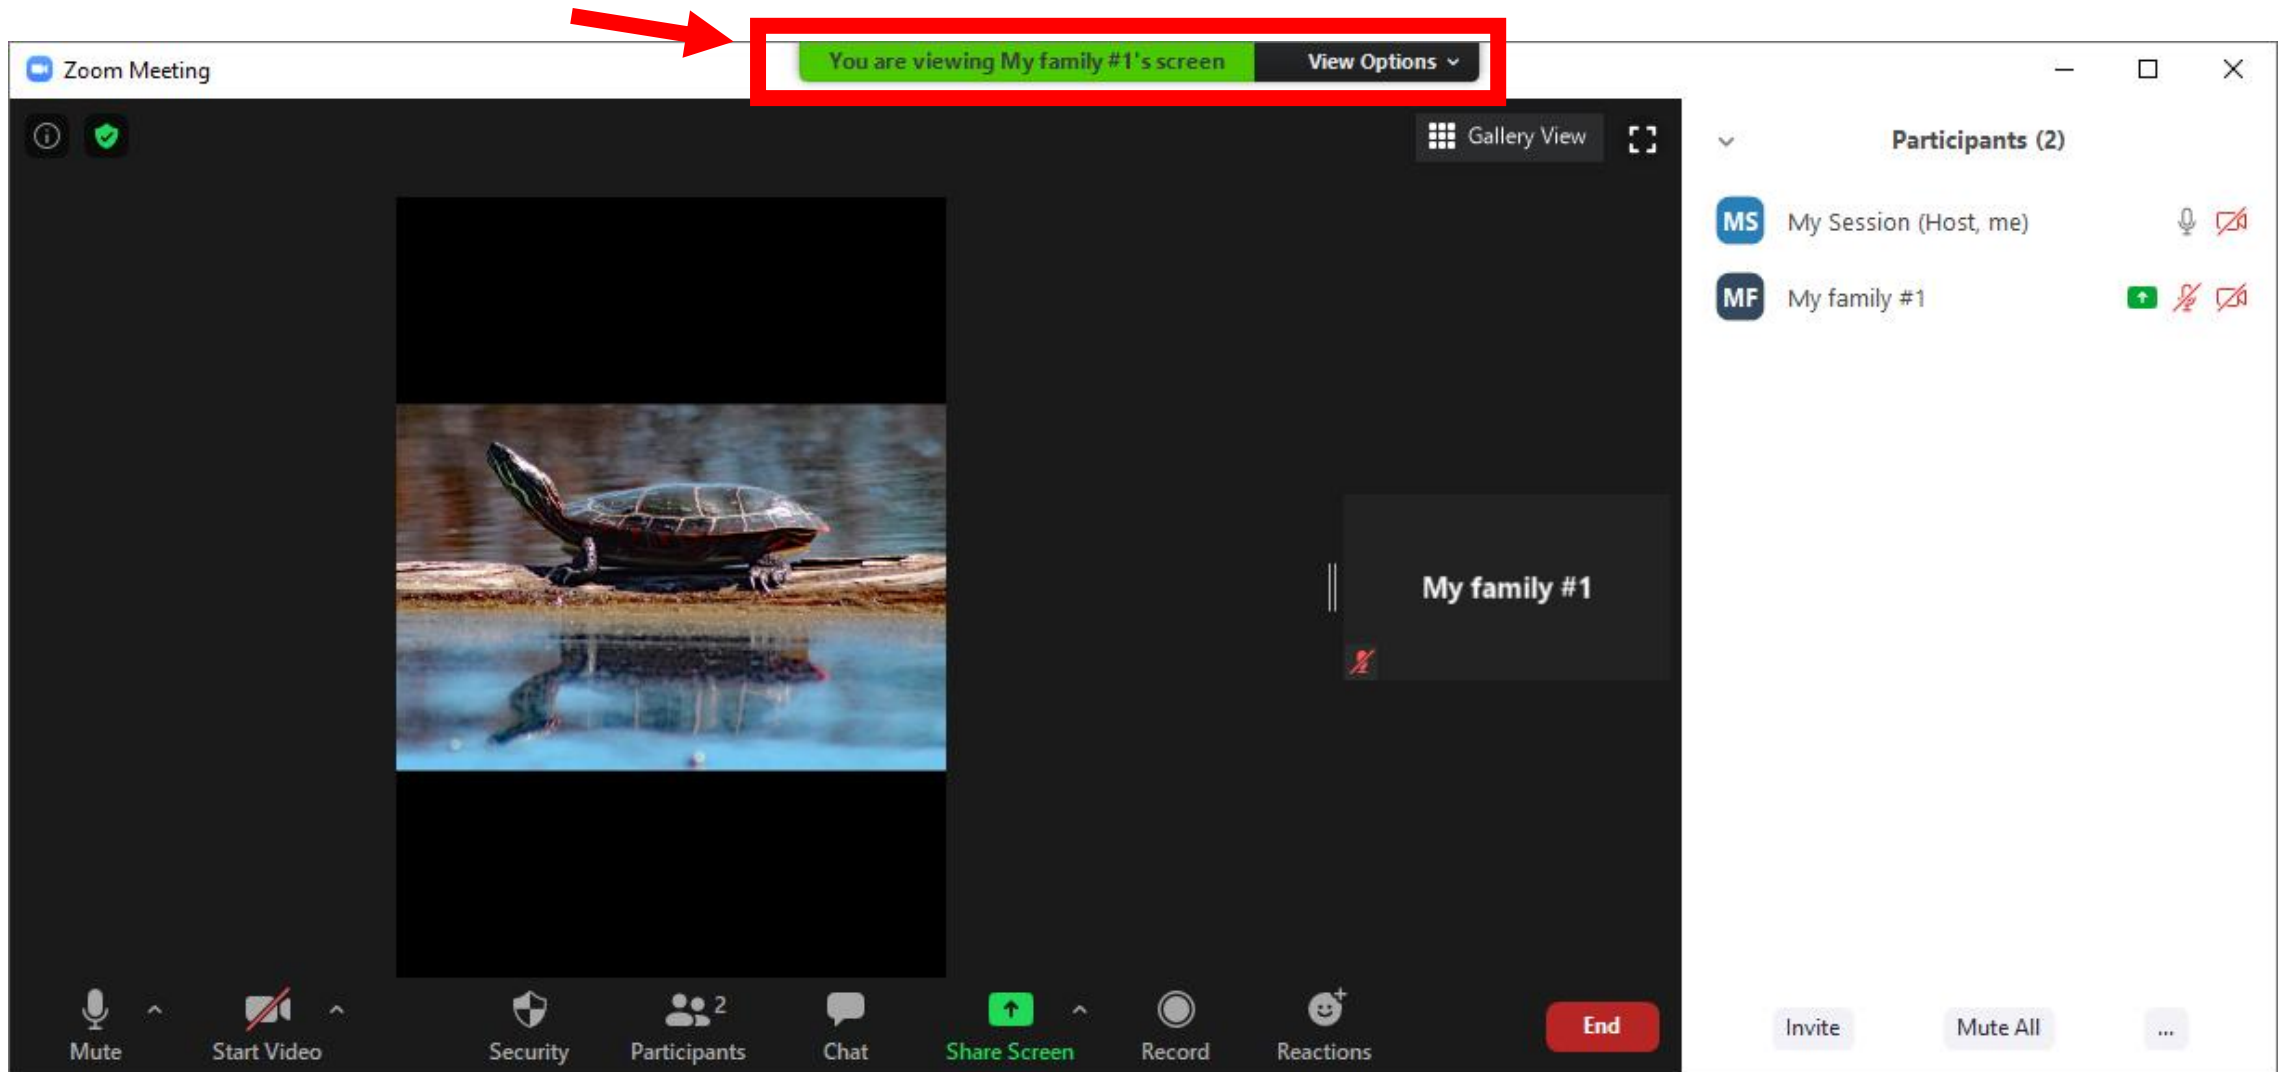 Zoom Meeting
You are viewing My family #1's screen
View Options
Gallery View
Participants (2)
MS My Session (Host, me)
MF My family #1
My family #1
Mute
Start Video
Security
2
Participants
Chat
Share Screen
Record
Reactions
End
Invite
Mute All
...